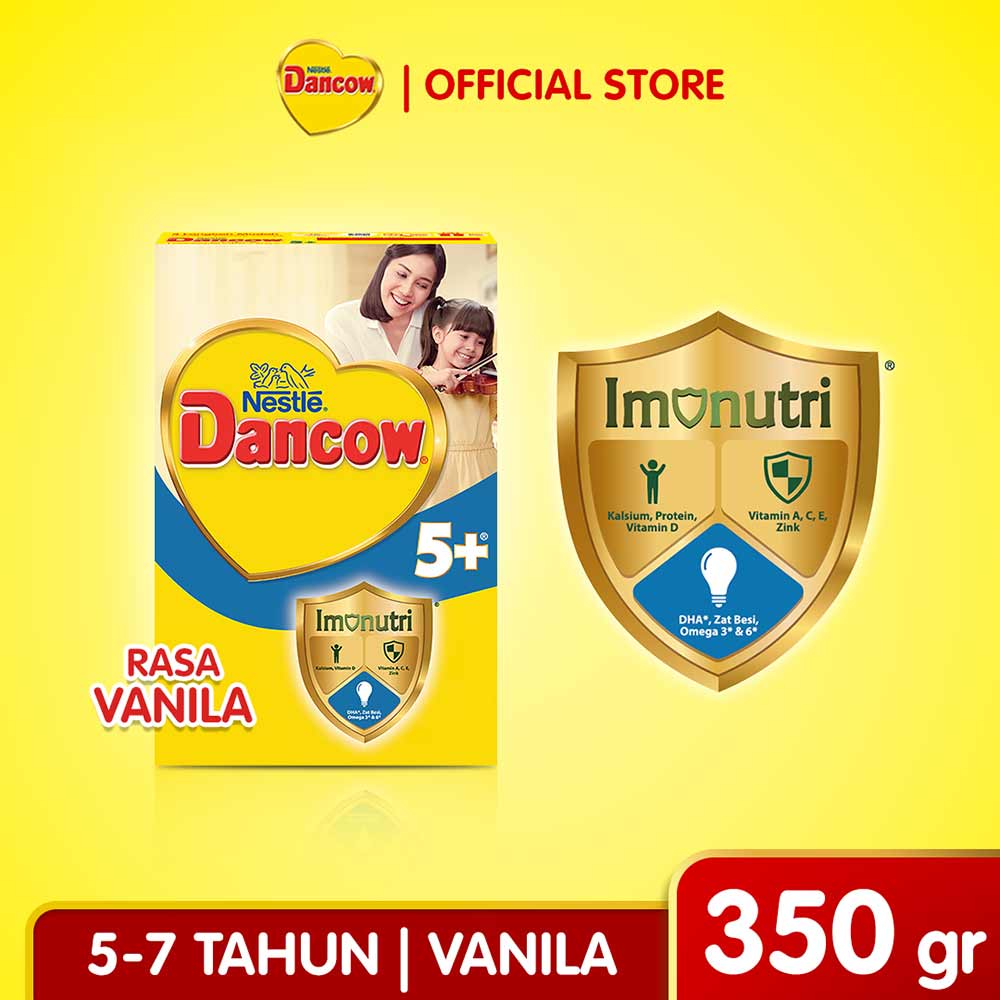 Nestlé
Dancow
OFFICIAL STORE
Dancow 5+
Nestlé®
Dancow®
5+®
Imonutri®
Kalsium, Vitamin D
Vitamin A, C, E,
Zink
DHA*, Zat Besi,
Omega 3* & 6*
RASA
VANILA
Imonutri®
Kalsium, Protein,
Vitamin D
Vitamin A, C, E,
Zink
DHA*, Zat Besi,
Omega 3* & 6*
5-7 TAHUN | VANILA
350 gr